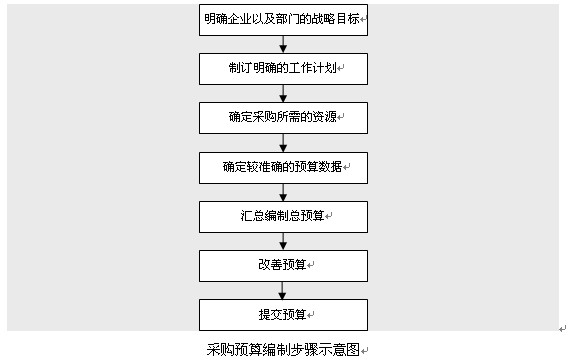 明确企业以及部门的战略目标
制订明确的工作计划
确定采购所需的资源
确定较准确的预算数据
汇总编制总预算
改善预算
提交预算
采购预算编制步骤示意图